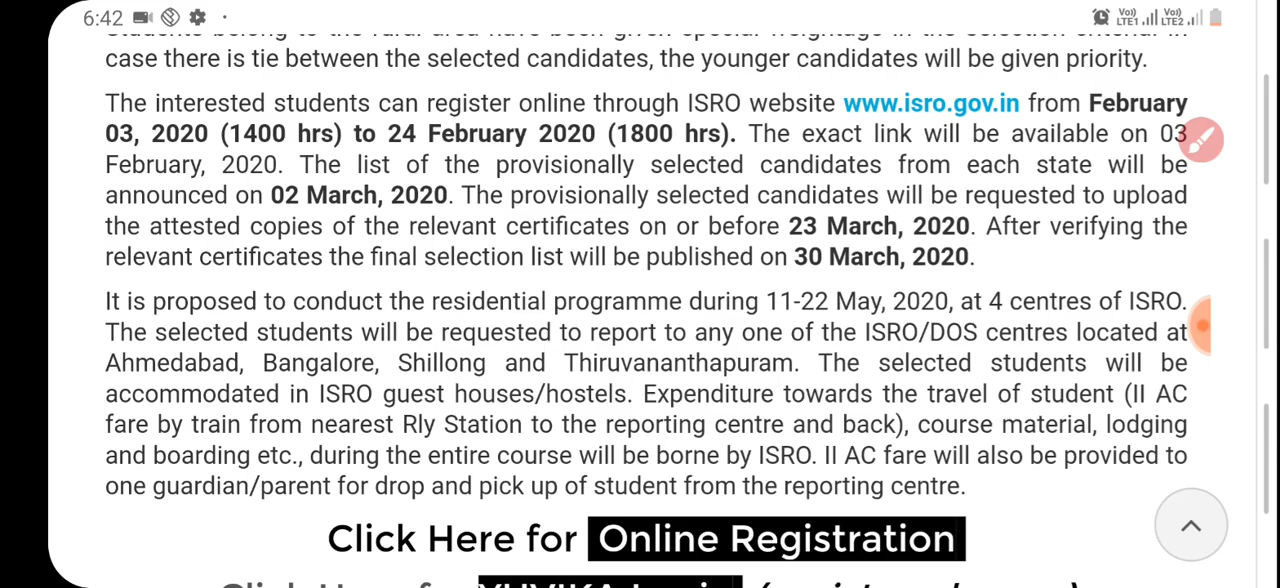 6:42
Vo)) LTE1 Vo)) LTE2
case there is tie between the selected candidates, the younger candidates will be given priority.
The interested students can register online through ISRO website www.isro.gov.in from February
03, 2020 (1400 hrs) to 24 February 2020 (1800 hrs). The exact link will be available on 03
February, 2020. The list of the provisionally selected candidates from each state will be
announced on 02 March, 2020. The provisionally selected candidates will be requested to upload
the attested copies of the relevant certificates on or before 23 March, 2020. After verifying the
relevant certificates the final selection list will be published on 30 March, 2020.
It is proposed to conduct the residential programme during 11-22 May, 2020, at 4 centres of ISRO.
The selected students will be requested to report to any one of the ISRO/DOS centres located at
Ahmedabad, Bangalore, Shillong and Thiruvananthapuram. The selected students will be
accommodated in ISRO guest houses/hostels. Expenditure towards the travel of student (II AC
fare by train from nearest Rly Station to the reporting centre and back), course material, lodging
and boarding etc., during the entire course will be borne by ISRO. II AC fare will also be provided to
one guardian/parent for drop and pick up of student from the reporting centre.
Click Here for Online Registration